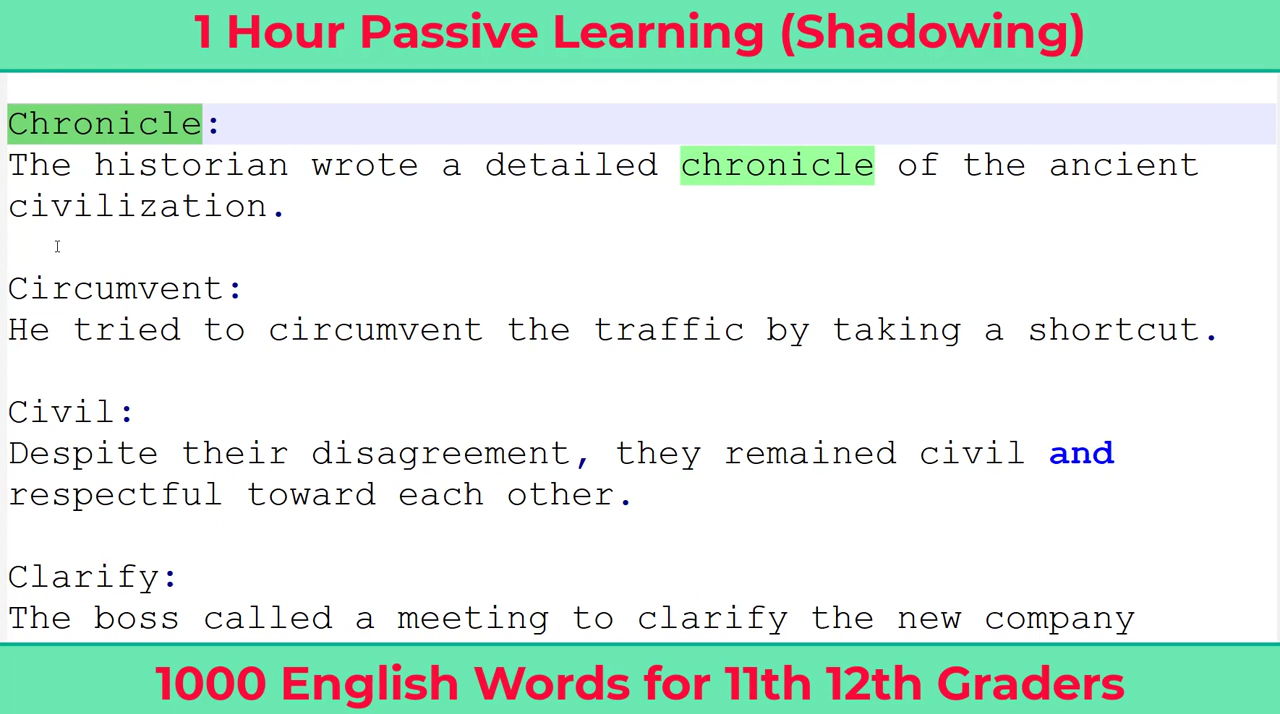 1 Hour Passive Learning (Shadowing)
Chronicle:
The historian wrote a detailed chronicle of the ancient
civilization.
Circumvent:
He tried to circumvent the traffic by taking a shortcut.
Civil:
Despite their disagreement, they remained civil and
respectful toward each other.
Clarify:
The boss called a meeting to clarify the new company
1000 English Words for 11th 12th Graders